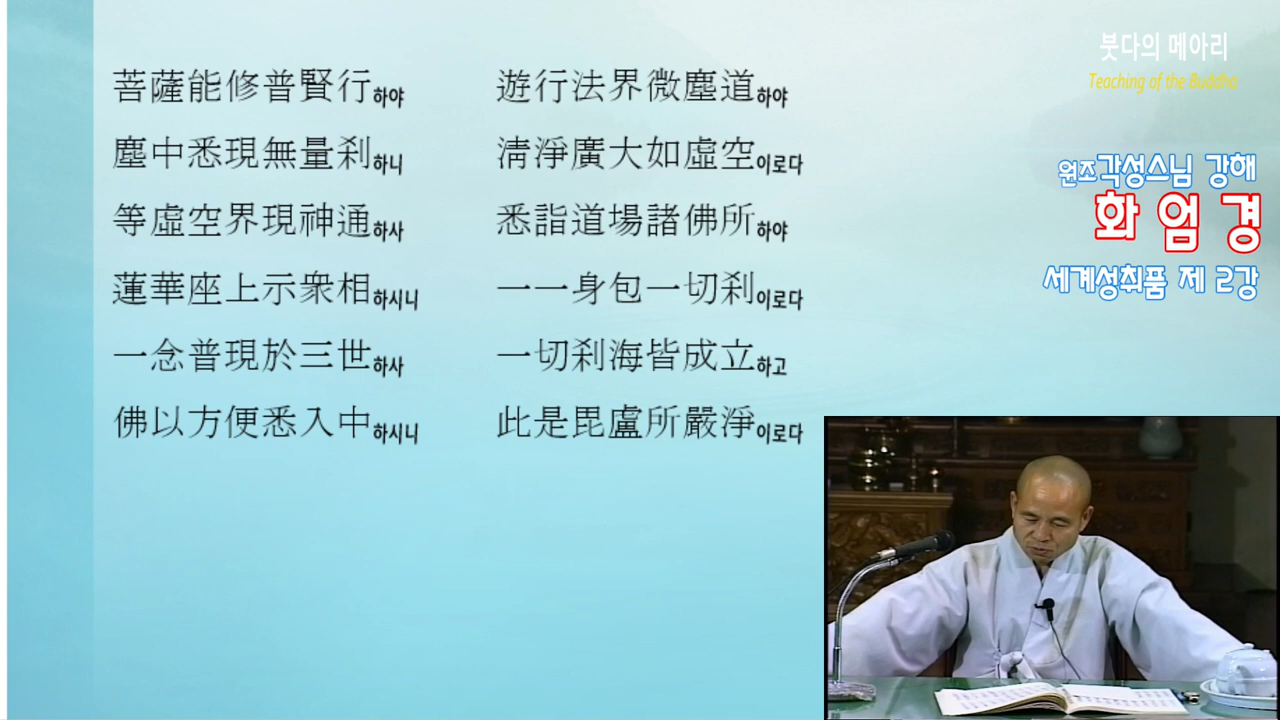 菩薩能修普賢行하야 遊行法界微塵道하야
塵中悉現無量刹하니 淸淨廣大如虛空이로다
等虛空界現神通하사 悉詣道場諸佛所하야
蓮華座上示衆相하시니 一一身包一切刹이로다
一念普現於三世하사 一切刹海皆成立하고
佛以方便悉入中하시니 此是毘盧所嚴淨이로다
붓다의 메아리
Teaching of the Buddha
원조각성스님 강해
화엄경
세계성취품 제 2강